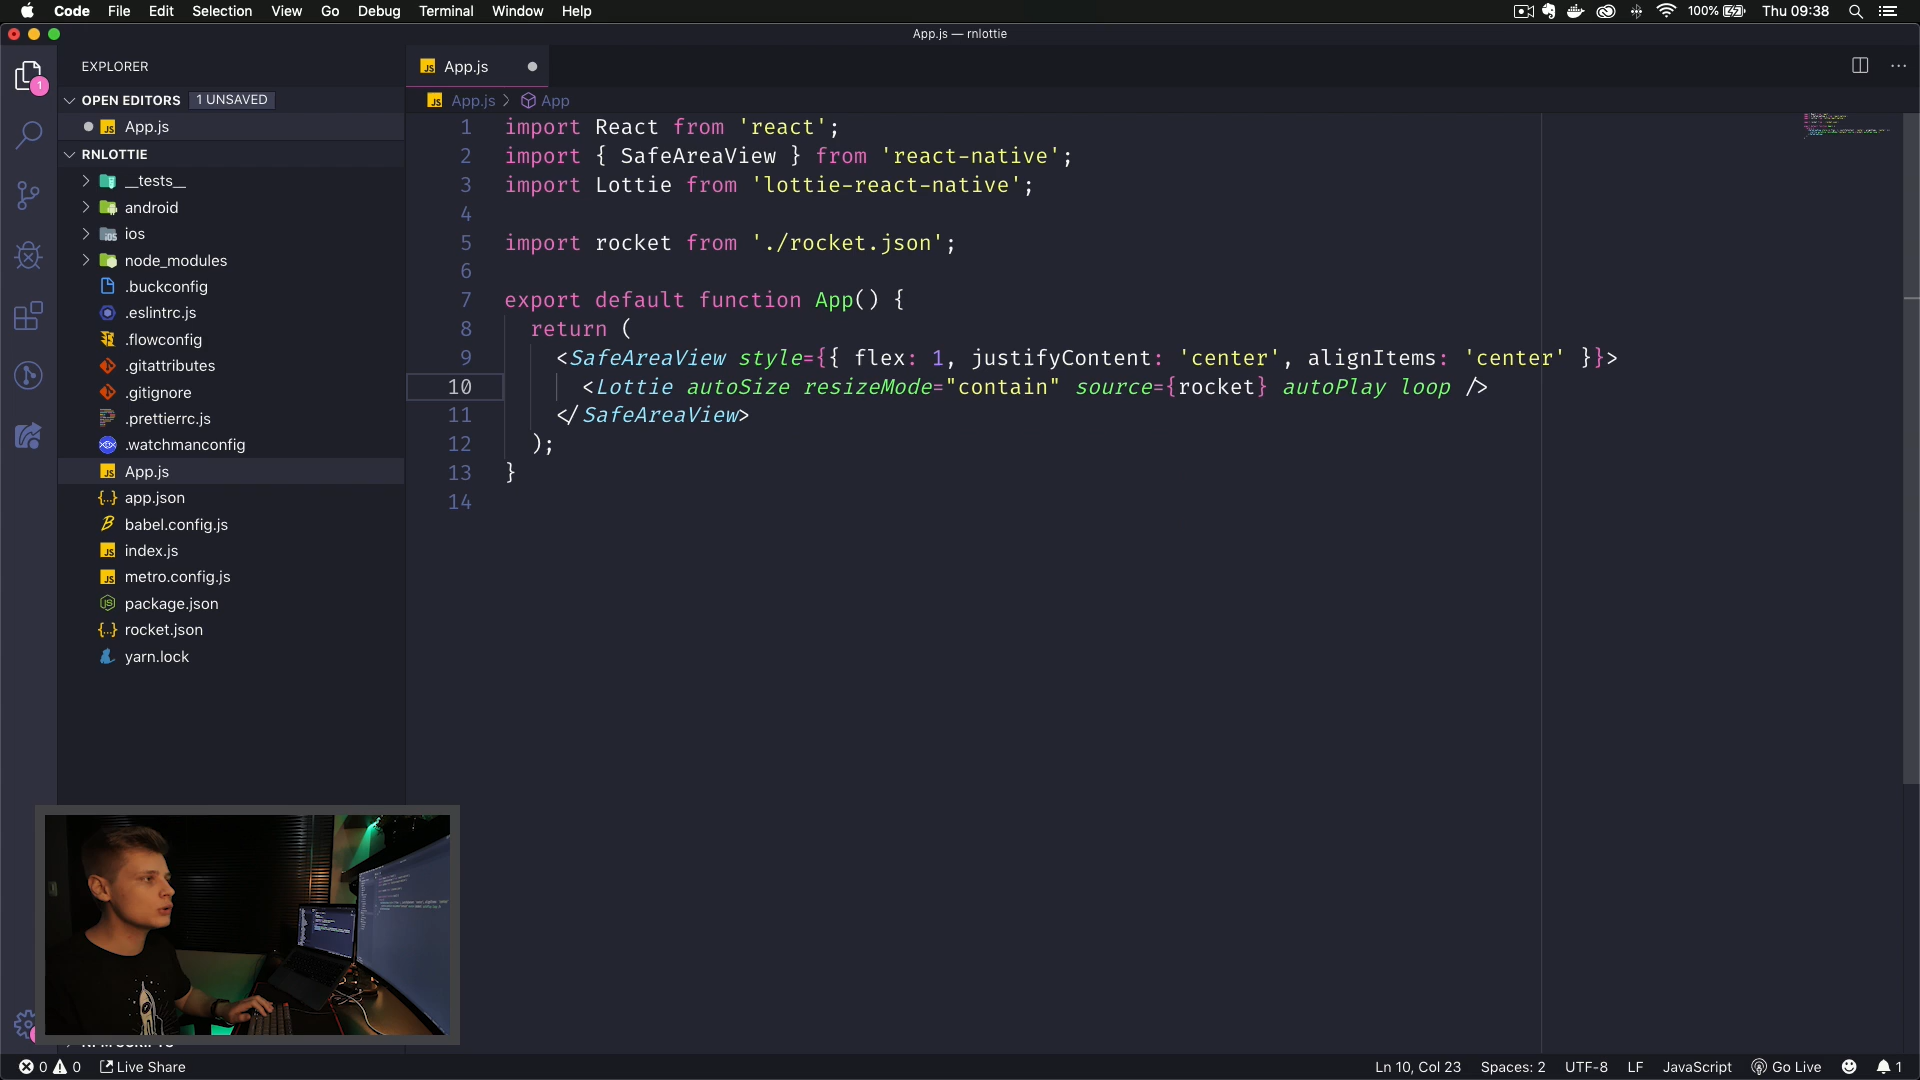 Code File Edit Selection View Go Debug Terminal Window Help
100% Thu 09:38
App.js — rnlottie
EXPLORER
OPEN EDITORS 1 UNSAVED
App.js
RNLOTTIE
__tests__
android
ios
node_modules
.buckconfig
.eslintrc.js
.flowconfig
.gitattributes
.gitignore
.prettierrc.js
.watchmanconfig
App.js
app.json
babel.config.js
index.js
metro.config.js
package.json
rocket.json
yarn.lock
App.js
App.js > App
1 import React from 'react';
2 import { SafeAreaView } from 'react-native';
3 import Lottie from 'lottie-react-native';
4
5 import rocket from './rocket.json';
6
7 export default function App() {
8 return (
9 <SafeAreaView style={{ flex: 1, justifyContent: 'center', alignItems: 'center' }}>
10 <Lottie autoSize resizeMode="contain" source={rocket} autoPlay loop />
11 </SafeAreaView>
12 );
13 }
14
0 0 Live Share
Ln 10, Col 23 Spaces: 2 UTF-8 LF JavaScript Go Live 1